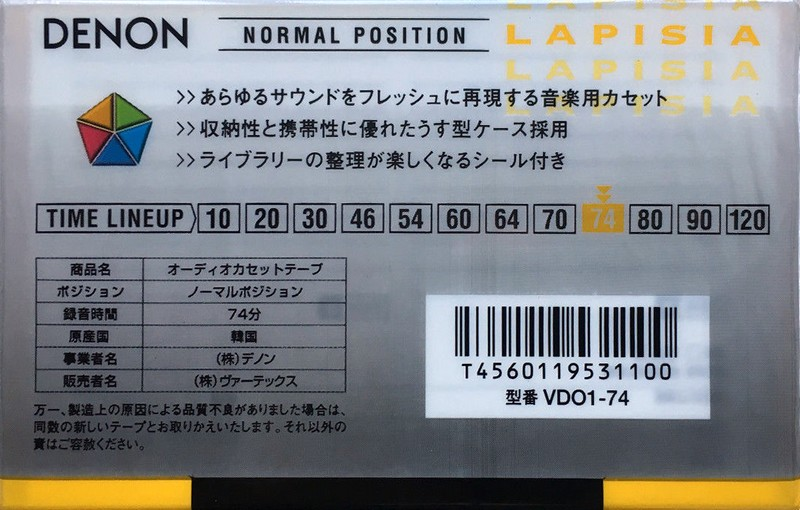 DENON NORMAL POSITION LAPISIA
LAPISIA
LAPISIA
>>あらゆるサウンドをフレッシュに再現する音楽用カセット
>>収納性と携帯性に優れたうす型ケース採用
>>ライブラリーの整理が楽しくなるシール付き
TIME LINEUP 10 20 30 46 54 60 64 70 74 80 90 120
商品名 オーディオカセットテープ
ポジション ノーマルポジション
録音時間 74分
原産国 韓国
事業者名 (株)デノン
販売者名 (株)ヴァーテックス
万一、製造上の原因による品質不良がありました場合は、
同数の新しいテープとお取りかえいたします。それ以外の
責はご容赦ください。
T4560119531100
型番 VDO1-74